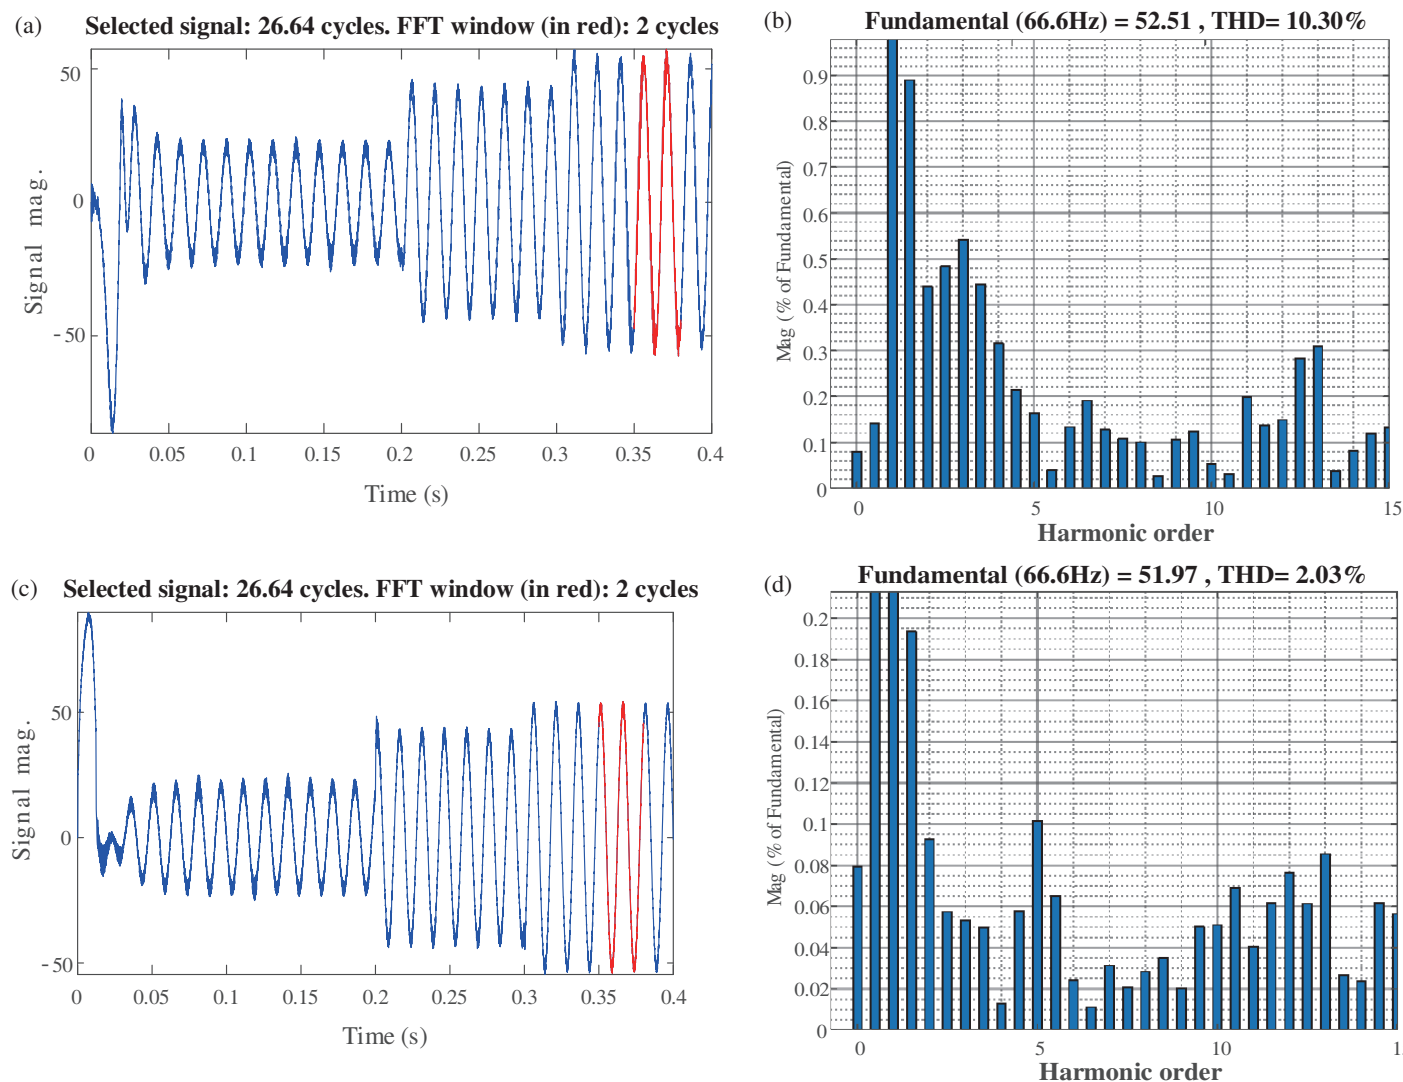 (a)
Selected signal: 26.64 cycles. FFT window (in red): 2 cycles
Signal mag.
50
0
-50
0 0.05 0.1 0.15 0.2 0.25 0.3 0.35 0.4
Time (s)
(b)
Fundamental (66.6Hz) = 52.51 , THD= 10.30%
Mag (% of Fundamental)
0.9
0.8
0.7
0.6
0.5
0.4
0.3
0.2
0.1
0
0 5 10 15
Harmonic order
(c)
Selected signal: 26.64 cycles. FFT window (in red): 2 cycles
Signal mag.
50
0
-50
0 0.05 0.1 0.15 0.2 0.25 0.3 0.35 0.4
Time (s)
(d)
Fundamental (66.6Hz) = 51.97 , THD= 2.03%
Mag (% of Fundamental)
0.2
0.18
0.16
0.14
0.12
0.1
0.08
0.06
0.04
0.02
0
0 5 10
Harmonic order